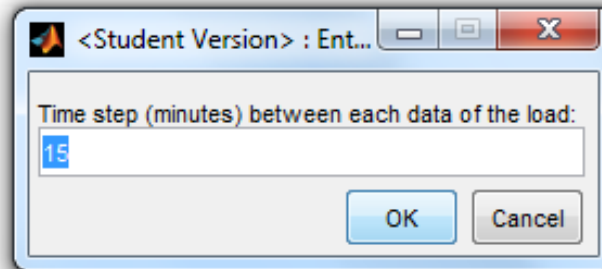 <Student Version> : Ent...
Time step (minutes) between each data of the load:
15
OK
Cancel